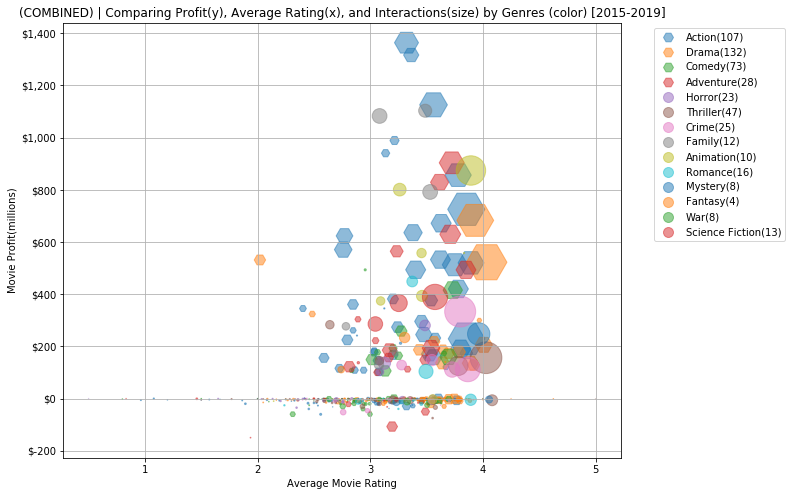 (COMBINED) | Comparing Profit(y), Average Rating(x), and Interactions(size) by Genres (color) [2015-2019]
$1,400
$1,200
$1,000
$800
$600
$400
$200
$0
$-200
Movie Profit(millions)
1 2 3 4 5
Average Movie Rating
Action(107)
Drama(132)
Comedy(73)
Adventure(28)
Horror(23)
Thriller(47)
Crime(25)
Family(12)
Animation(10)
Romance(16)
Mystery(8)
Fantasy(4)
War(8)
Science Fiction(13)